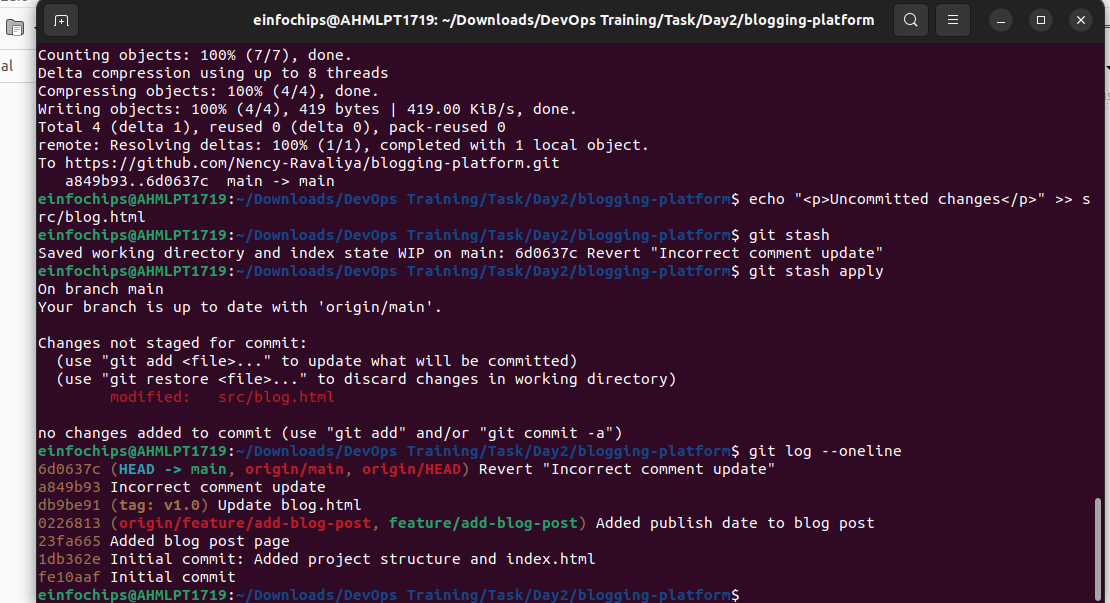 einfochips@AHMLPT1719: ~/Downloads/DevOps Training/Task/Day2/blogging-platform
al
Counting objects: 100% (7/7), done.
Delta compression using up to 8 threads
Compressing objects: 100% (4/4), done.
Writing objects: 100% (4/4), 419 bytes | 419.00 KiB/s, done.
Total 4 (delta 1), reused 0 (delta 0), pack-reused 0
remote: Resolving deltas: 100% (1/1), completed with 1 local object.
To https://github.com/Nency-Ravaliya/blogging-platform.git
   a849b93..6d0637c  main -> main
einfochips@AHMLPT1719:~/Downloads/DevOps Training/Task/Day2/blogging-platform$ echo "<p>Uncommitted changes</p>" >> s
rc/blog.html
einfochips@AHMLPT1719:~/Downloads/DevOps Training/Task/Day2/blogging-platform$ git stash
Saved working directory and index state WIP on main: 6d0637c Revert "Incorrect comment update"
einfochips@AHMLPT1719:~/Downloads/DevOps Training/Task/Day2/blogging-platform$ git stash apply
On branch main
Your branch is up to date with 'origin/main'.

Changes not staged for commit:
  (use "git add <file>..." to update what will be committed)
  (use "git restore <file>..." to discard changes in working directory)
        modified:   src/blog.html

no changes added to commit (use "git add" and/or "git commit -a")
einfochips@AHMLPT1719:~/Downloads/DevOps Training/Task/Day2/blogging-platform$ git log --oneline
6d0637c (HEAD -> main, origin/main, origin/HEAD) Revert "Incorrect comment update"
a849b93 Incorrect comment update
db9be91 (tag: v1.0) Update blog.html
0226813 (origin/feature/add-blog-post, feature/add-blog-post) Added publish date to blog post
23fa665 Added blog post page
1db362e Initial commit: Added project structure and index.html
fe10aaf Initial commit
einfochips@AHMLPT1719:~/Downloads/DevOps Training/Task/Day2/blogging-platform$